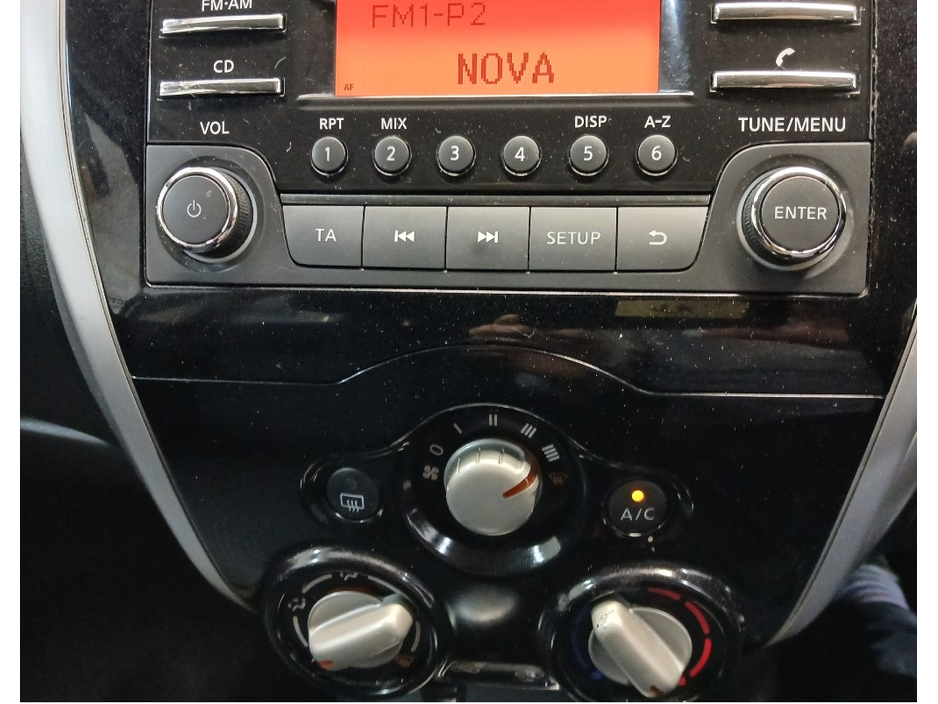 FM·AM
FM1-P2
CD
NOVA
AF
VOL
RPT
MIX
DISP
A-Z
TUNE/MENU
1
2
3
4
5
6
TA
SETUP
ENTER
0
I
II
A/C